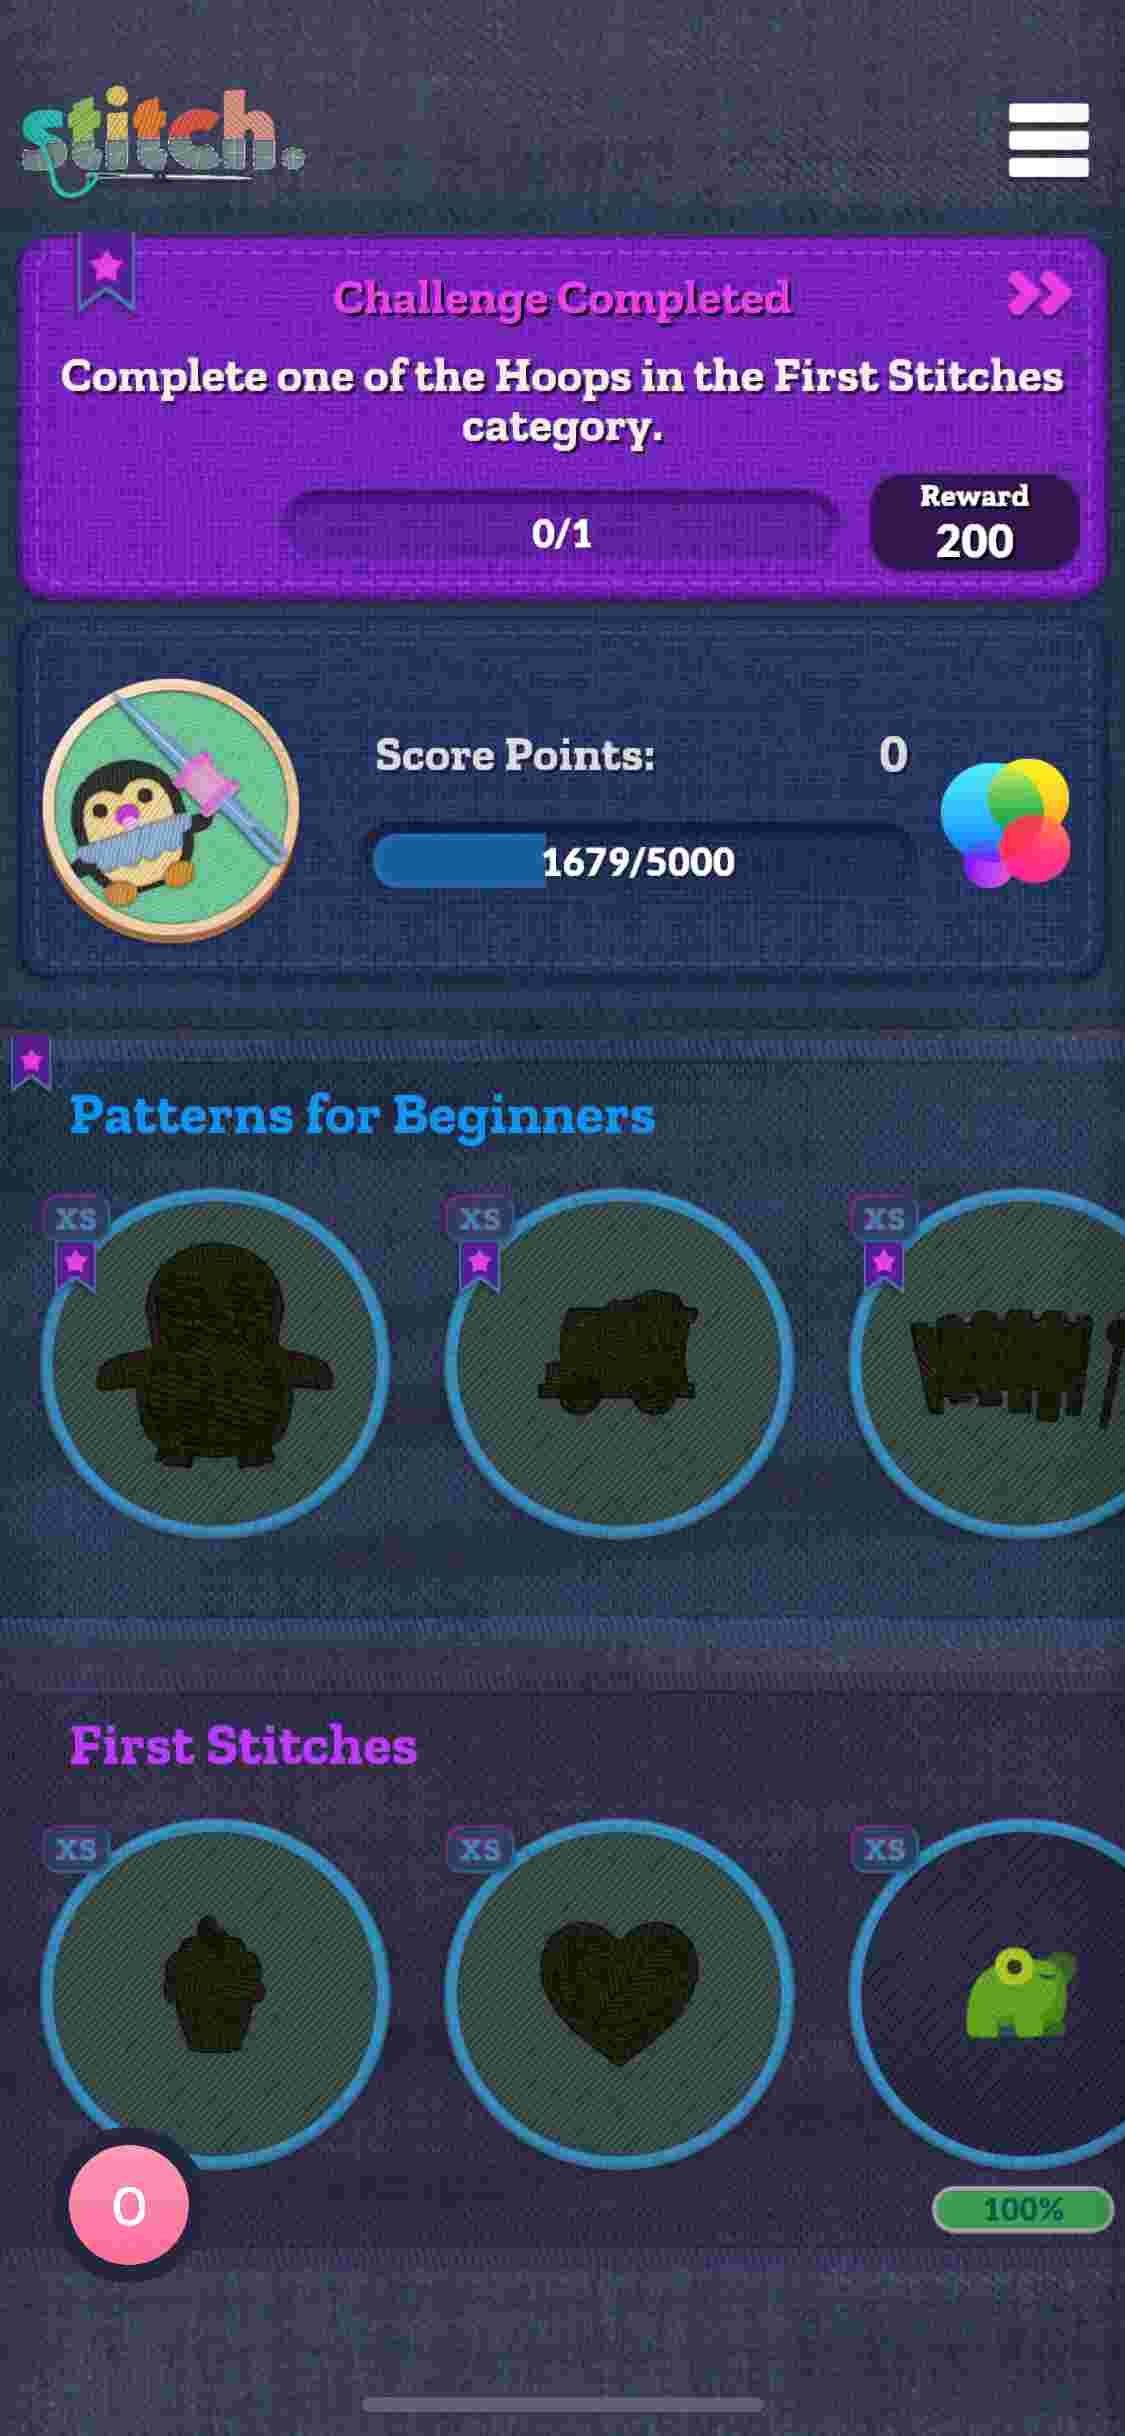 stitch.
Challenge Completed
Complete one of the Hoops in the First Stitches
category.
0/1
Reward
200
Score Points: 0
1679/5000
Patterns for Beginners
XS XS XS
First Stitches
XS XS XS
0
100%